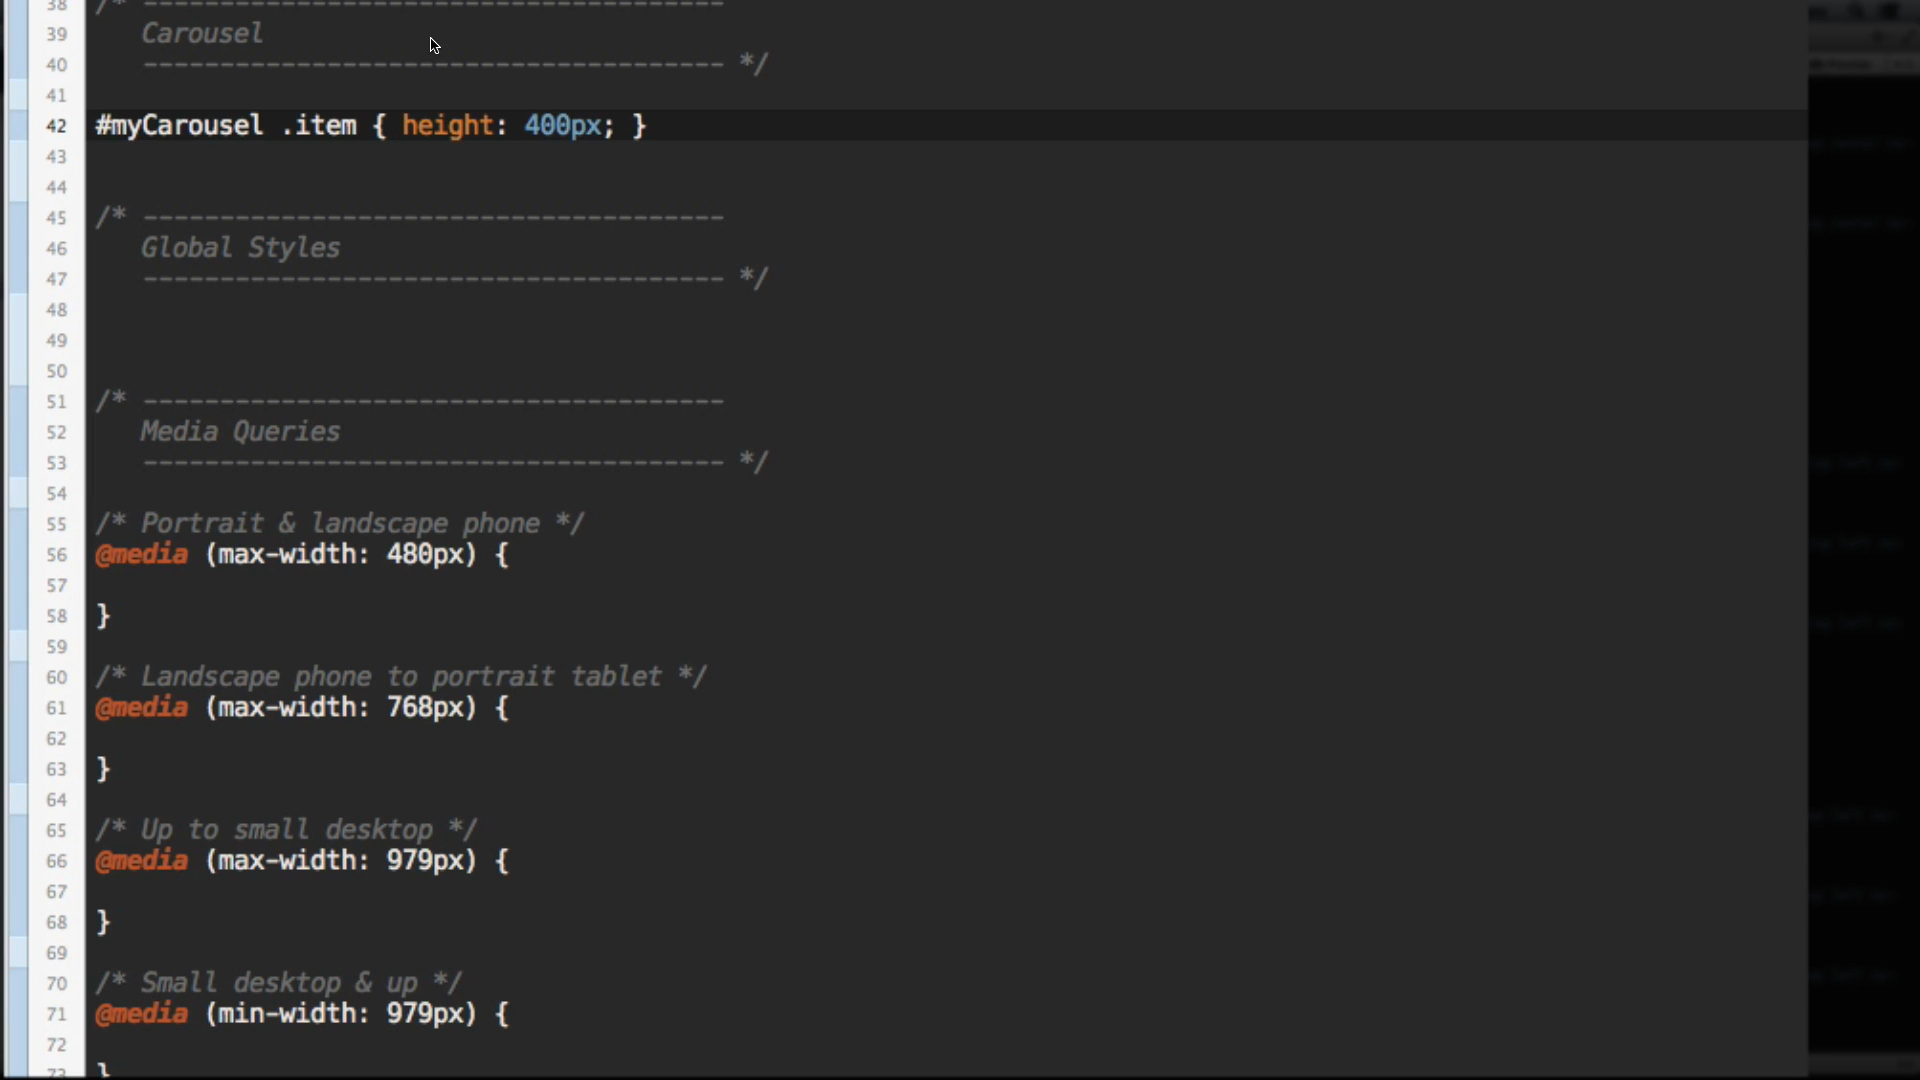 38 /* --------------------------------------
39 Carousel
40 -------------------------------------- */
41
42 #myCarousel .item { height: 400px; }
43
44
45 /* --------------------------------------
46 Global Styles
47 -------------------------------------- */
48
49
50
51 /* --------------------------------------
52 Media Queries
53 -------------------------------------- */
54
55 /* Portrait & landscape phone */
56 @media (max-width: 480px) {
57
58 }
59
60 /* Landscape phone to portrait tablet */
61 @media (max-width: 768px) {
62
63 }
64
65 /* Up to small desktop */
66 @media (max-width: 979px) {
67
68 }
69
70 /* Small desktop & up */
71 @media (min-width: 979px) {
72
73 }